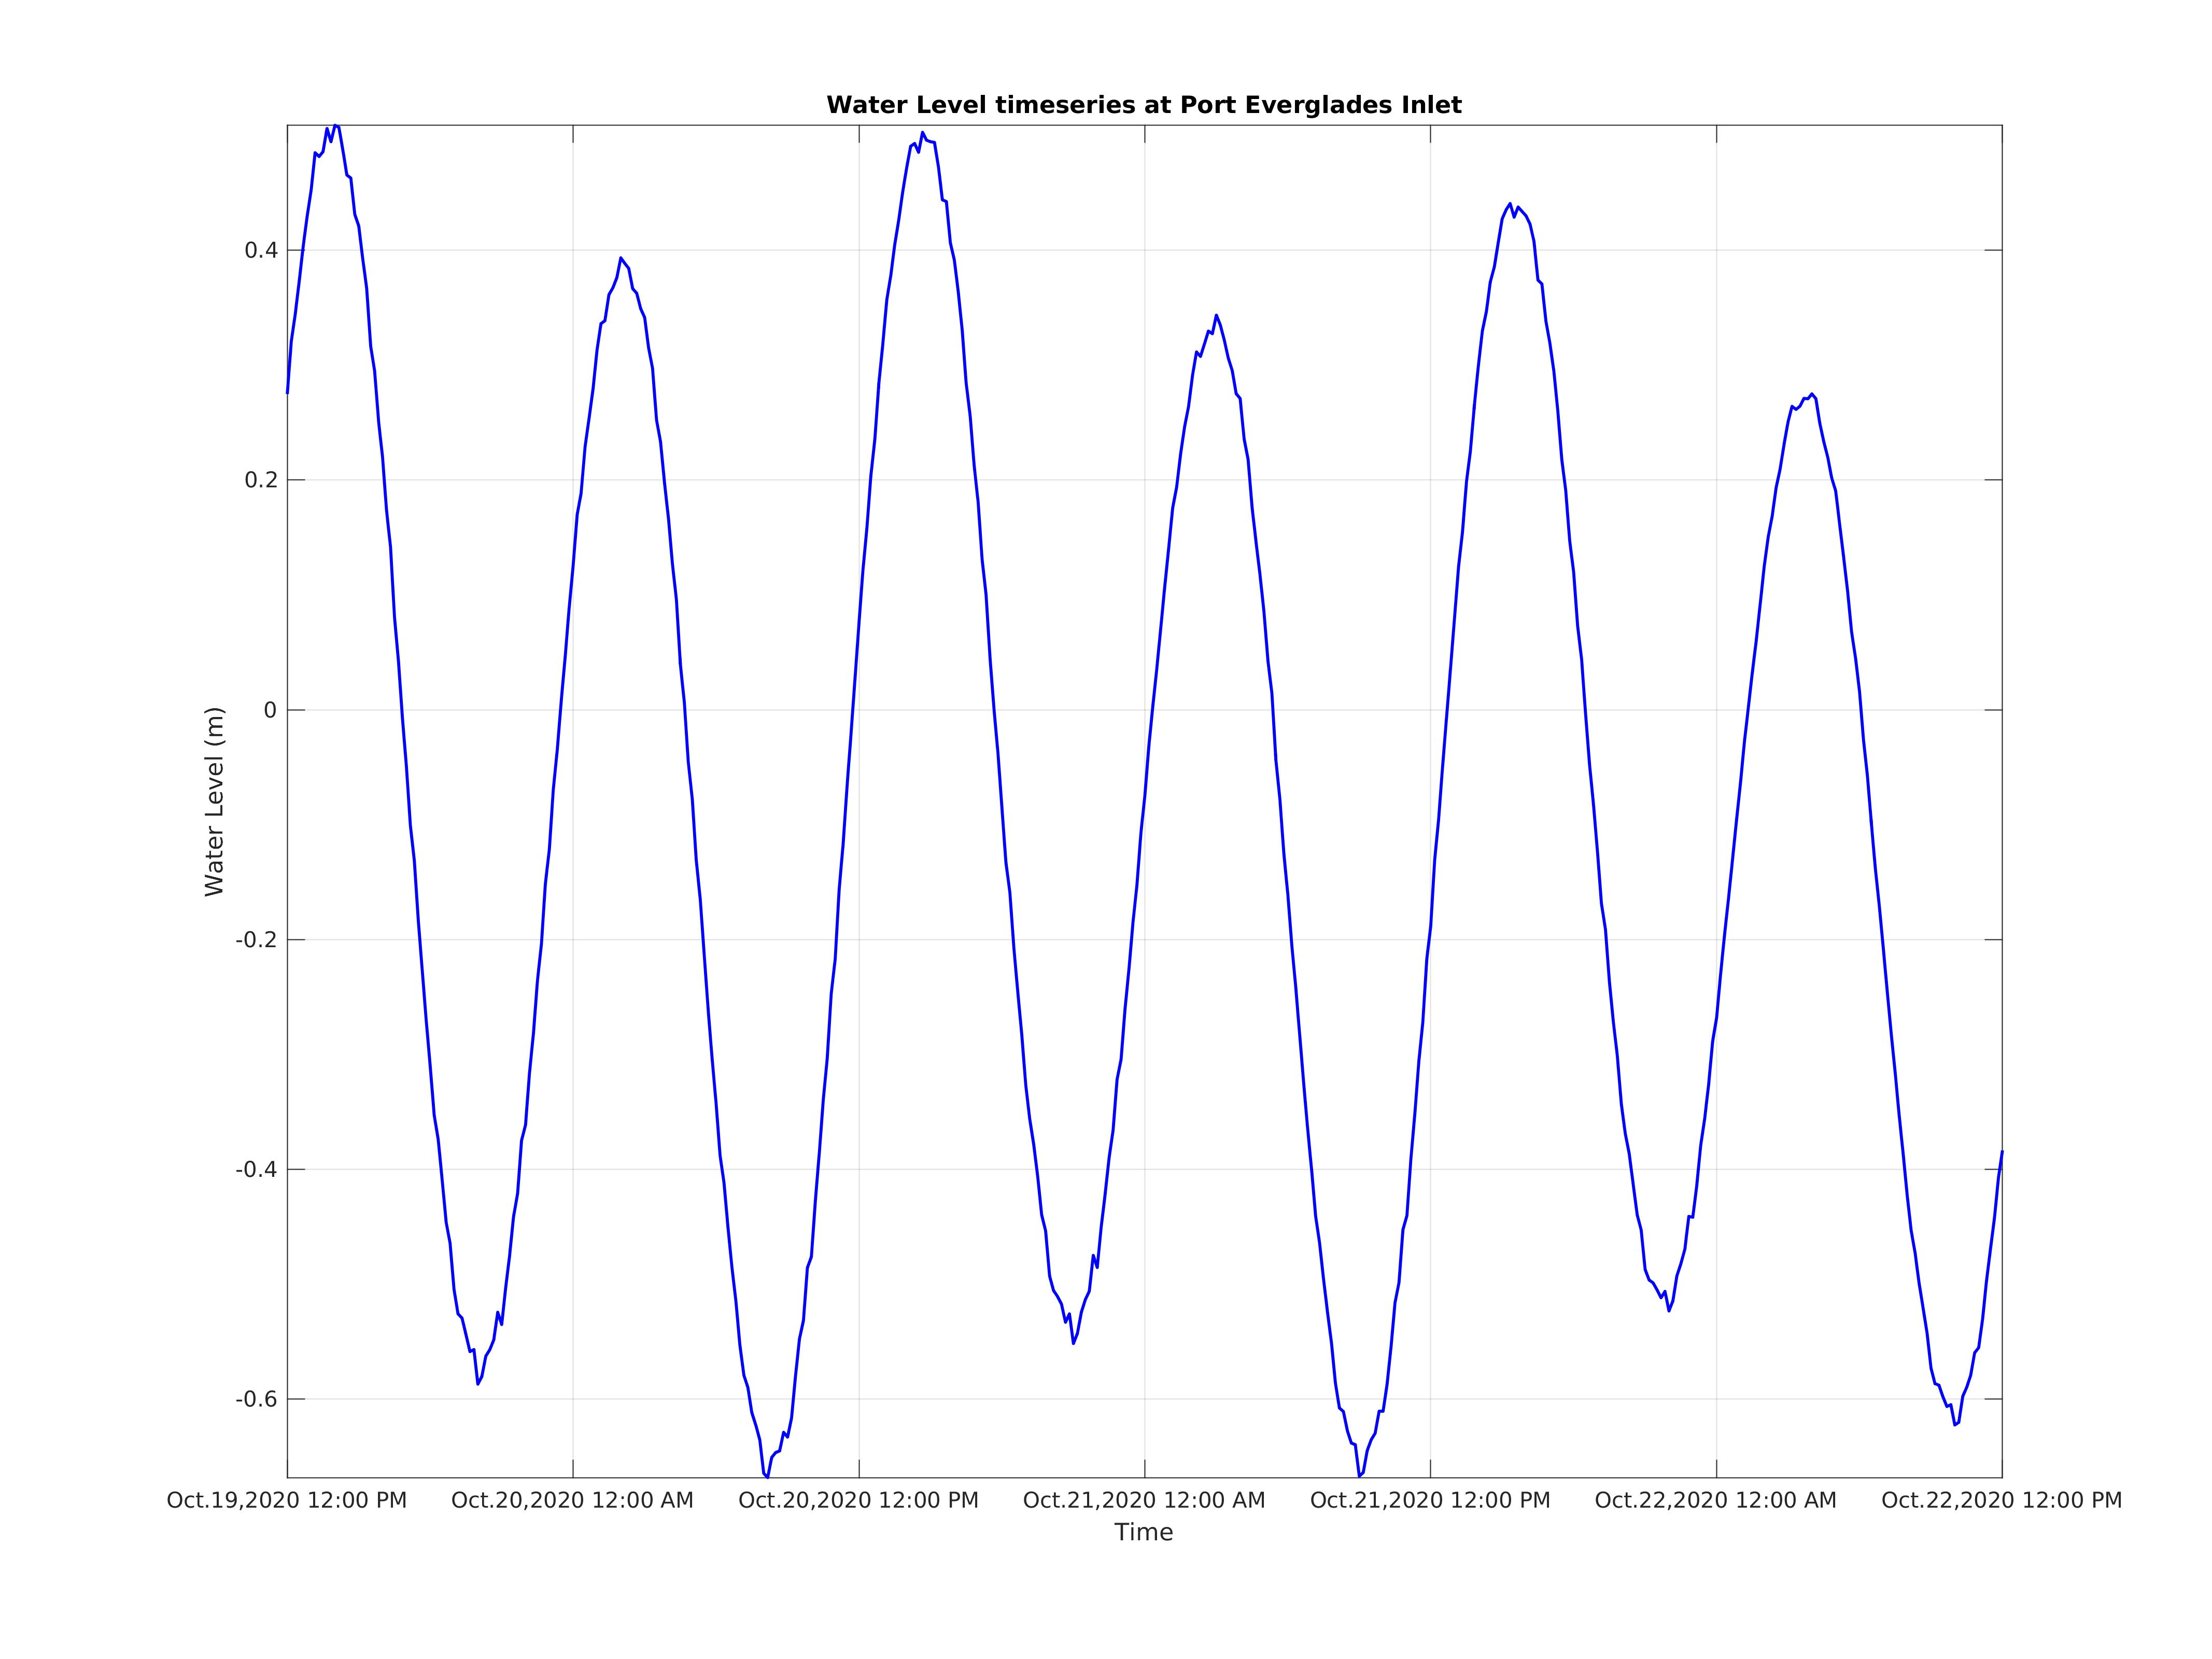 Water Level timeseries at Port Everglades Inlet
0.4
0.2
0
-0.2
-0.4
-0.6
Water Level (m)
Oct.19,2020 12:00 PM Oct.20,2020 12:00 AM Oct.20,2020 12:00 PM Oct.21,2020 12:00 AM Oct.21,2020 12:00 PM Oct.22,2020 12:00 AM Oct.22,2020 12:00 PM
Time